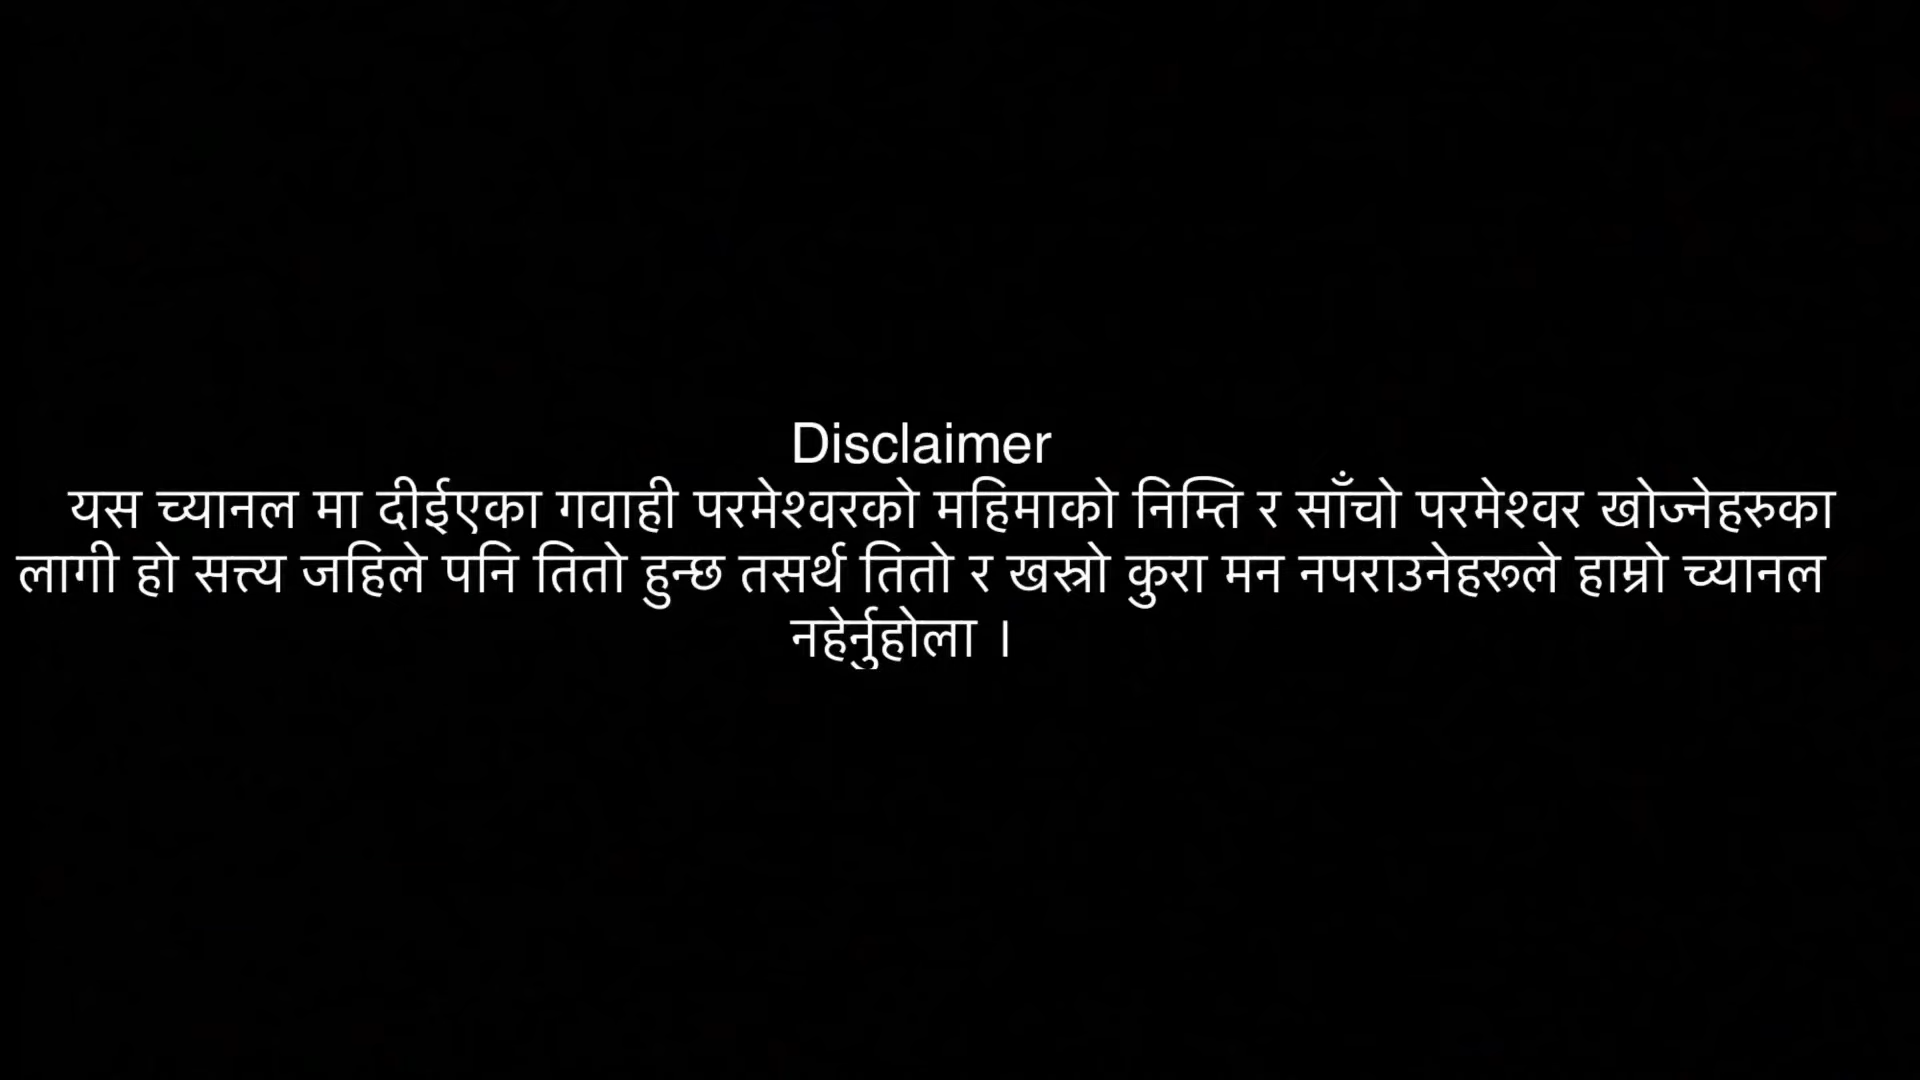 Disclaimer
यस च्यानल मा दीईएका गवाही परमेश्वरको महिमाको निम्ति र साँचो परमेश्वर खोज्नेहरुका
लागी हो सत्त्य जहिले पनि तितो हुन्छ तसर्थ तितो र खस्रो कुरा मन नपराउनेहरूले हाम्रो च्यानल
नहेर्नुहोला ।